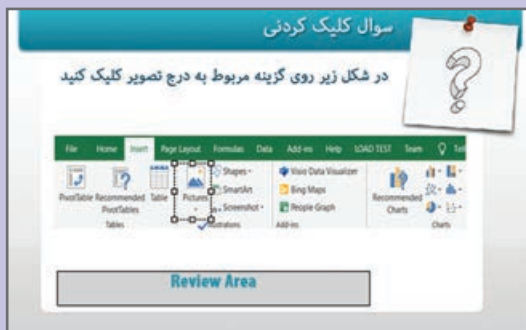 سوال کلیک کردنی
در شکل زیر روی گزینه مربوط به درج تصویر کلیک کنید
File Home Insert Page Layout Formulas Data Add-ins Help LOAD TEST Team Tell
PivotTable Recommended PivotTables Table Pictures Shapes SmartArt Screenshot Visio Data Visualizer Bing Maps People Graph Recommended Charts
Tables Illustrations Add-ins Charts
Review Area